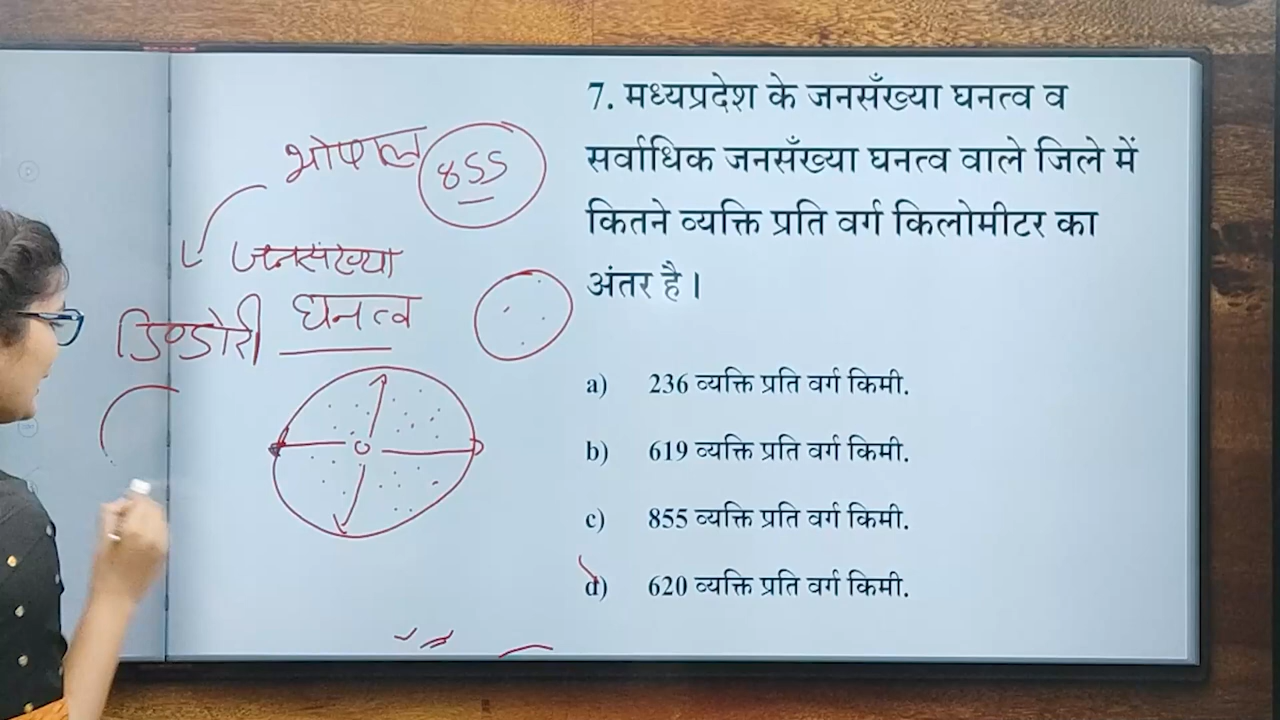 भोपाल 855
जनसंख्या
डिण्डोरी घनत्व
7. मध्यप्रदेश के जनसँख्या घनत्व व
सर्वाधिक जनसँख्या घनत्व वाले जिले में
कितने व्यक्ति प्रति वर्ग किलोमीटर का
अंतर है।
a) 236 व्यक्ति प्रति वर्ग किमी.
b) 619 व्यक्ति प्रति वर्ग किमी.
c) 855 व्यक्ति प्रति वर्ग किमी.
d) 620 व्यक्ति प्रति वर्ग किमी.